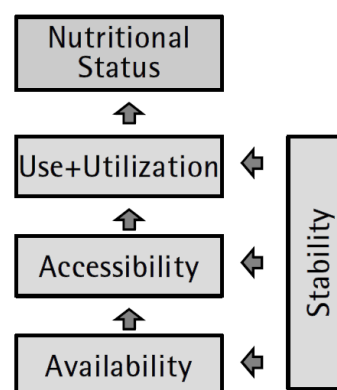 Nutritional
Status
Use+Utilization
Accessibility
Availability
Stability